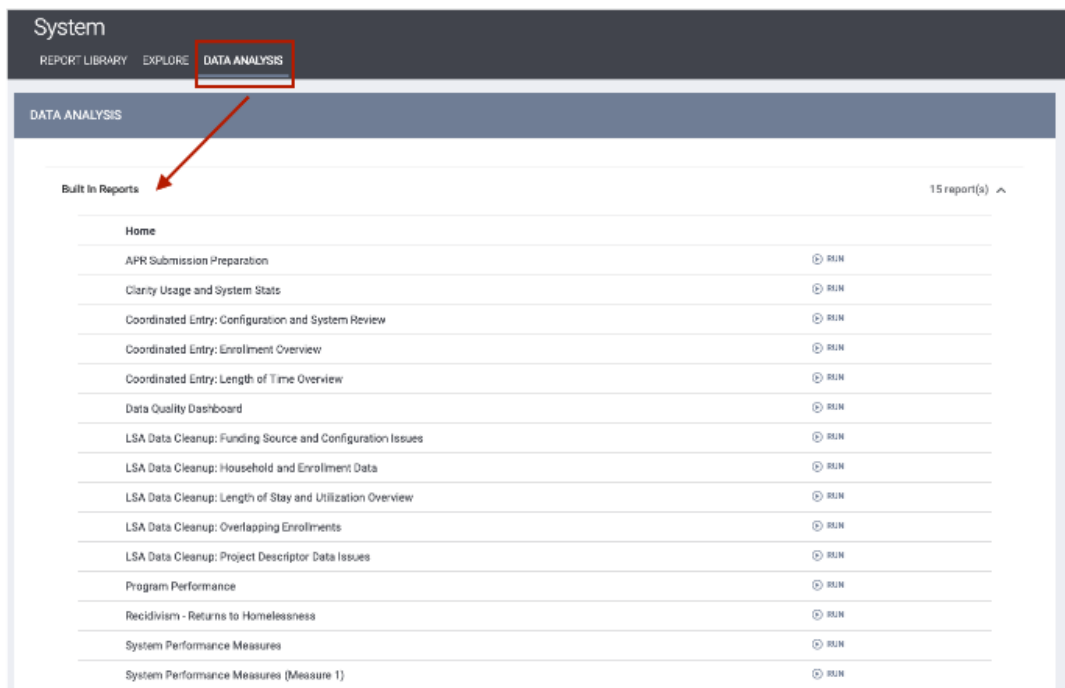 System
REPORT LIBRARY EXPLORE DATA ANALYSIS
DATA ANALYSIS
Built In Reports 15 report(s)
Home
APR Submission Preparation RUN
Clarity Usage and System Stats RUN
Coordinated Entry: Configuration and System Review RUN
Coordinated Entry: Enrollment Overview RUN
Coordinated Entry: Length of Time Overview RUN
Data Quality Dashboard RUN
LSA Data Cleanup: Funding Source and Configuration Issues RUN
LSA Data Cleanup: Household and Enrollment Data RUN
LSA Data Cleanup: Length of Stay and Utilization Overview RUN
LSA Data Cleanup: Overlapping Enrollments RUN
LSA Data Cleanup: Project Descriptor Data Issues RUN
Program Performance RUN
Recidivism - Returns to Homelessness RUN
System Performance Measures RUN
System Performance Measures (Measure 1) RUN